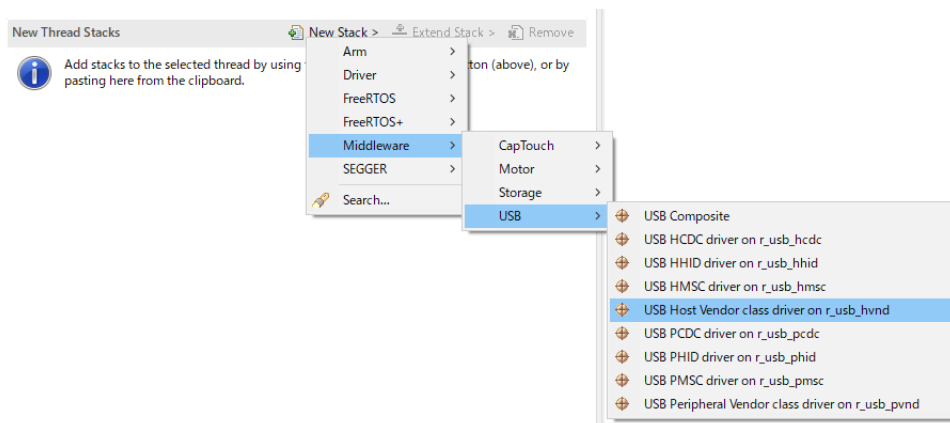 New Thread Stacks
New Stack >
Extend Stack >
Remove
Add stacks to the selected thread by using
tton (above), or by
pasting here from the clipboard.
Arm
Driver
FreeRTOS
FreeRTOS+
Middleware
SEGGER
Search...
CapTouch
Motor
Storage
USB
USB Composite
USB HCDC driver on r_usb_hcdc
USB HHID driver on r_usb_hhid
USB HMSC driver on r_usb_hmsc
USB Host Vendor class driver on r_usb_hvnd
USB PCDC driver on r_usb_pcdc
USB PHID driver on r_usb_phid
USB PMSC driver on r_usb_pmsc
USB Peripheral Vendor class driver on r_usb_pvnd